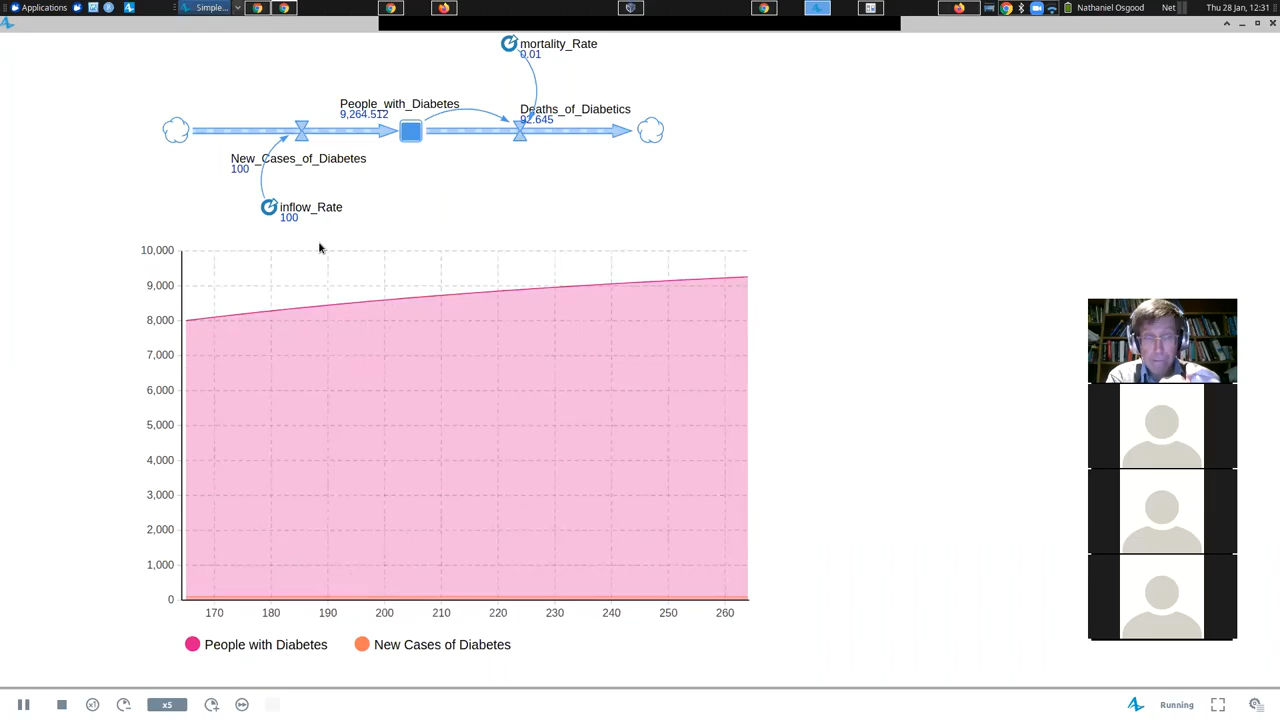 Applications
Simple...
Nathaniel Osgood
Net
Thu 28 Jan, 12:31
mortality_Rate
0.01
People_with_Diabetes
9,264.512
Deaths_of_Diabetics
92.645
New_Cases_of_Diabetes
100
inflow_Rate
100
10,000
9,000
8,000
7,000
6,000
5,000
4,000
3,000
2,000
1,000
0
170 180 190 200 210 220 230 240 250 260
People with Diabetes New Cases of Diabetes
x1
x5
Running